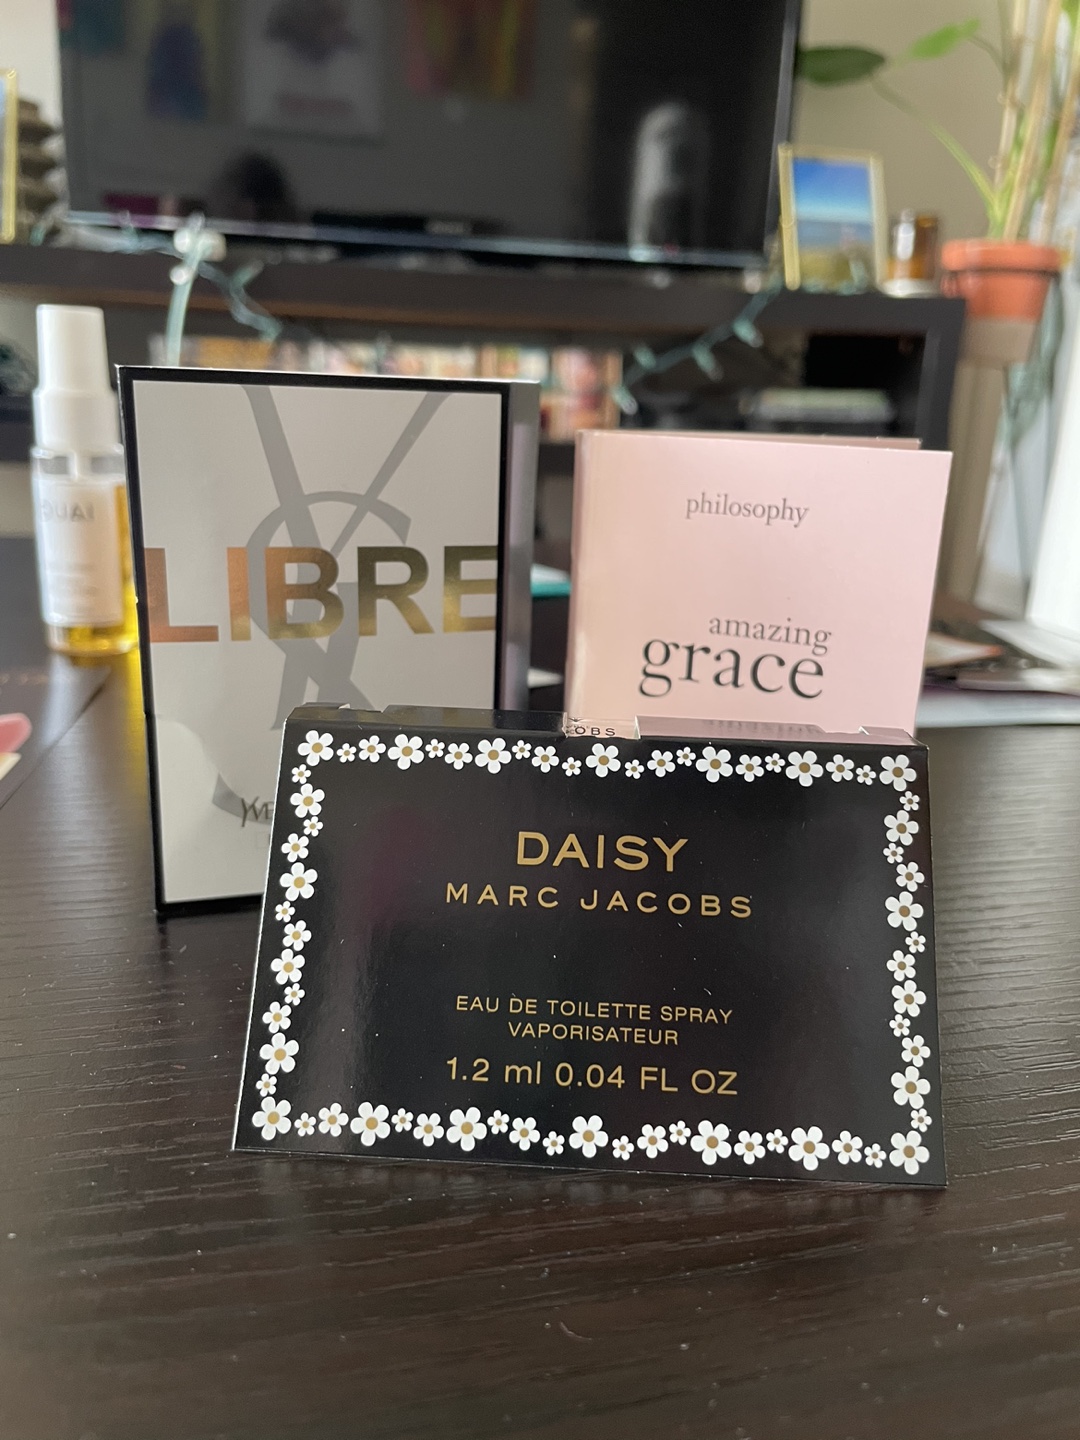 LIBRE
philosophy
amazing
grace
OBS
DAISY
MARC JACOBS
EAU DE TOILETTE SPRAY
VAPORISATEUR
1.2 ml 0.04 FL OZ